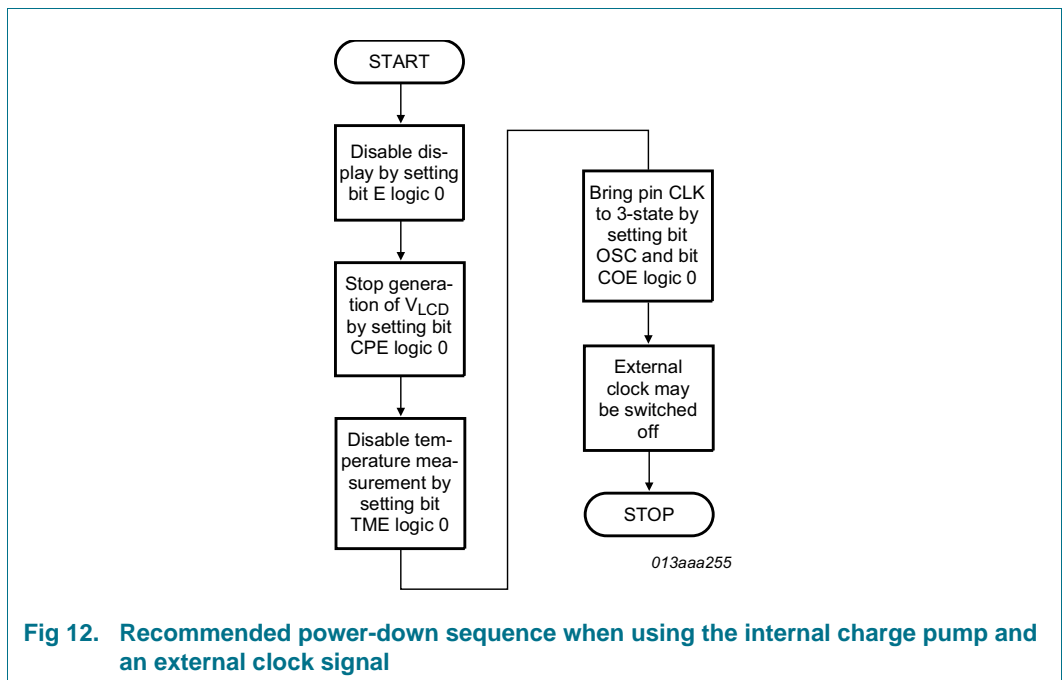 START
Disable dis-
play by setting
bit E logic 0
Stop genera-
tion of VLCD
by setting bit
CPE logic 0
Disable tem-
perature mea-
surement by
setting bit
TME logic 0
Bring pin CLK
to 3-state by
setting bit
OSC and bit
COE logic 0
External
clock may
be switched
off
STOP
013aaa255
Fig 12. Recommended power-down sequence when using the internal charge pump and
an external clock signal